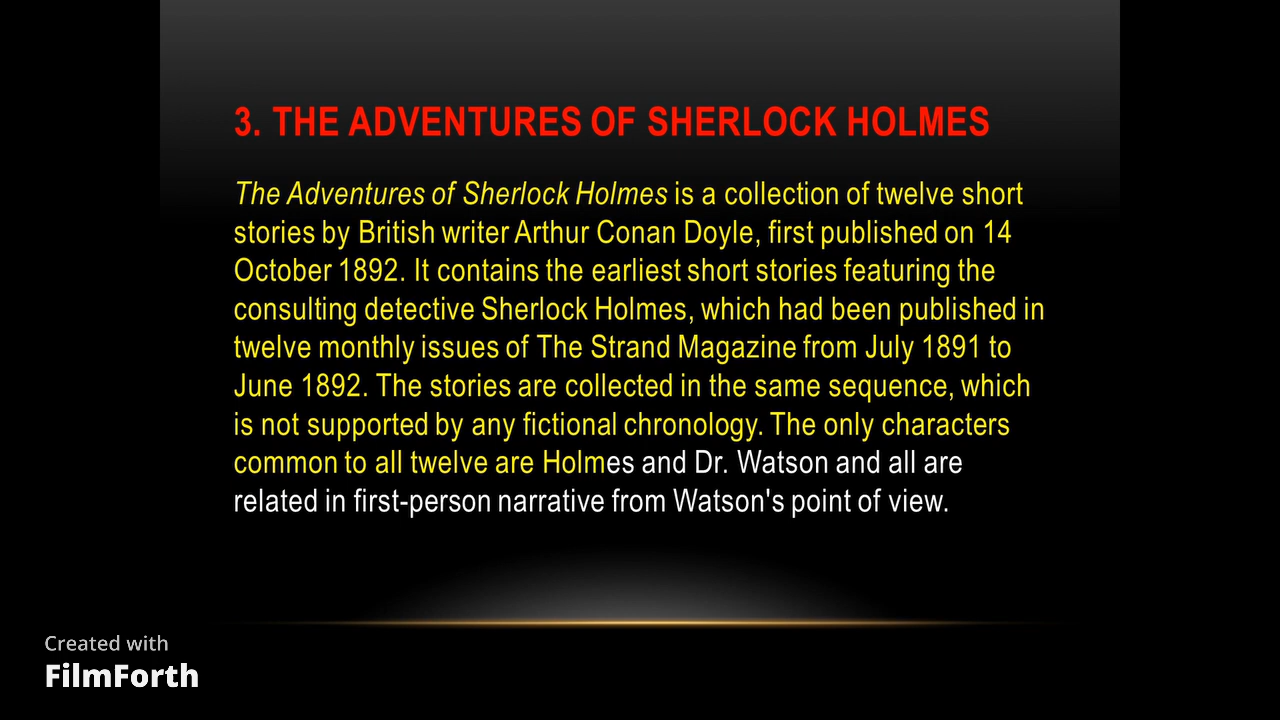 3. THE ADVENTURES OF SHERLOCK HOLMES
The Adventures of Sherlock Holmes is a collection of twelve short
stories by British writer Arthur Conan Doyle, first published on 14
October 1892. It contains the earliest short stories featuring the
consulting detective Sherlock Holmes, which had been published in
twelve monthly issues of The Strand Magazine from July 1891 to
June 1892. The stories are collected in the same sequence, which
is not supported by any fictional chronology. The only characters
common to all twelve are Holmes and Dr. Watson and all are
related in first-person narrative from Watson's point of view.
Created with
FilmForth